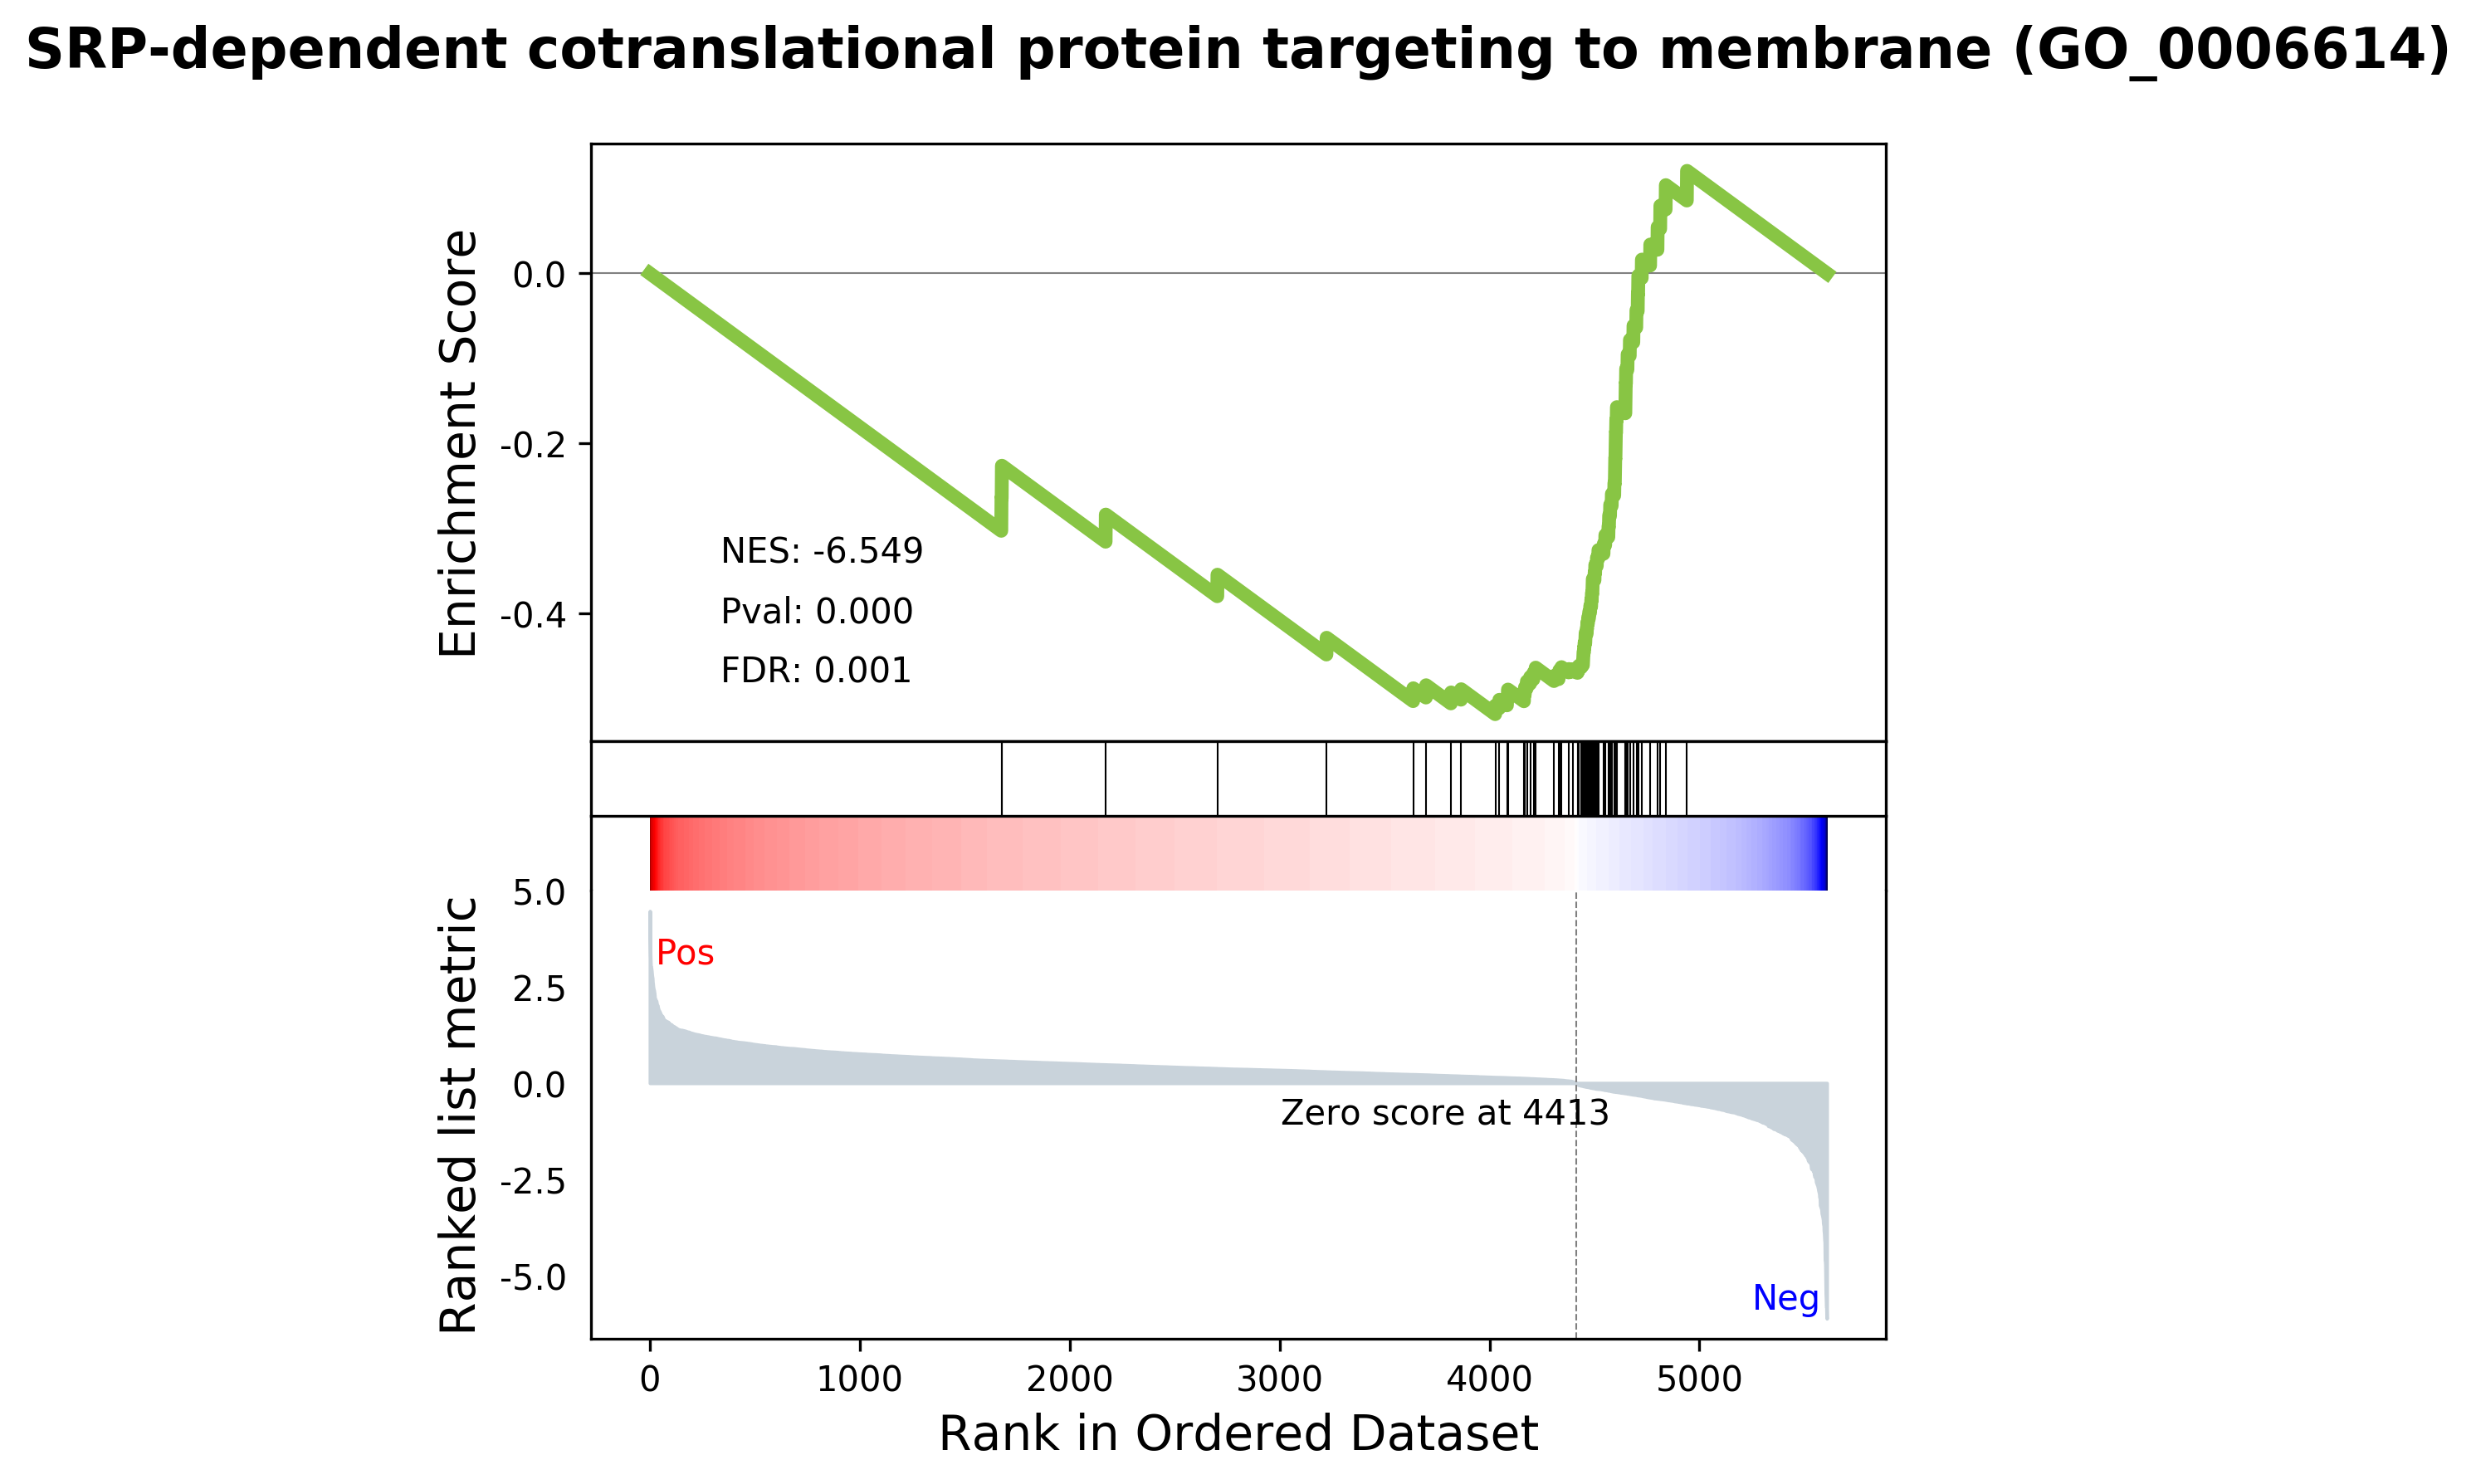 SRP-dependent cotranslational protein targeting to membrane (GO_0006614)
Enrichment Score
0.0
-0.2
-0.4
NES: -6.549
Pval: 0.000
FDR: 0.001
Ranked list metric
5.0
2.5
0.0
-2.5
-5.0
Pos
Zero score at 4413
Neg
0 1000 2000 3000 4000 5000
Rank in Ordered Dataset